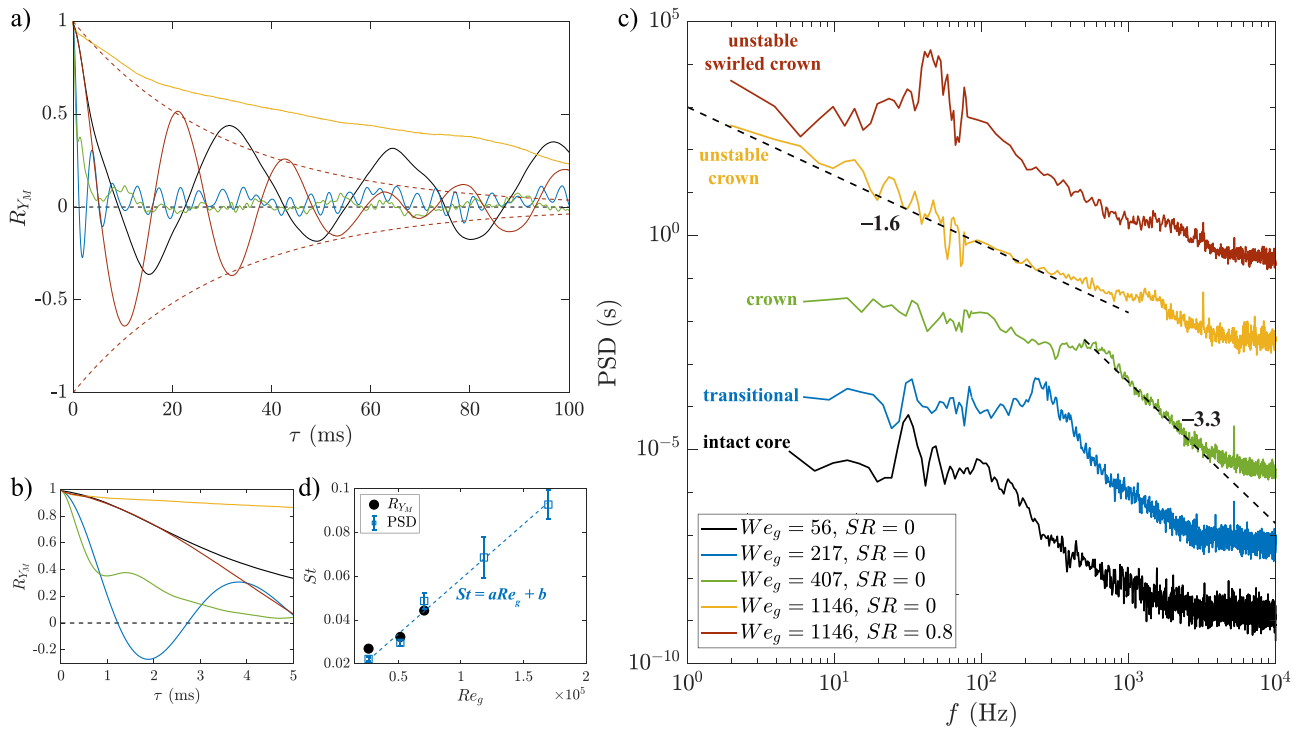 a)
1
0.5
0
-0.5
-1
R_{Y_M}
0
20
40
60
80
100
τ (ms)
b)
1
0.8
0.6
0.4
0.2
0
-0.2
R_{Y_M}
0
1
2
3
4
5
τ (ms)
d)
0.1
0.08
0.06
0.04
0.02
St
R_{Y_M}
PSD
St = aRe_g + b
0.5
1
1.5
2
×10^5
Re_g
c)
10^5
10^0
10^{-5}
10^{-10}
PSD (s)
unstable
swirled crown
unstable
crown
−1.6
crown
−3.3
transitional
intact core
We_g = 56, SR = 0
We_g = 217, SR = 0
We_g = 407, SR = 0
We_g = 1146, SR = 0
We_g = 1146, SR = 0.8
10^0
10^1
10^2
10^3
10^4
f (Hz)